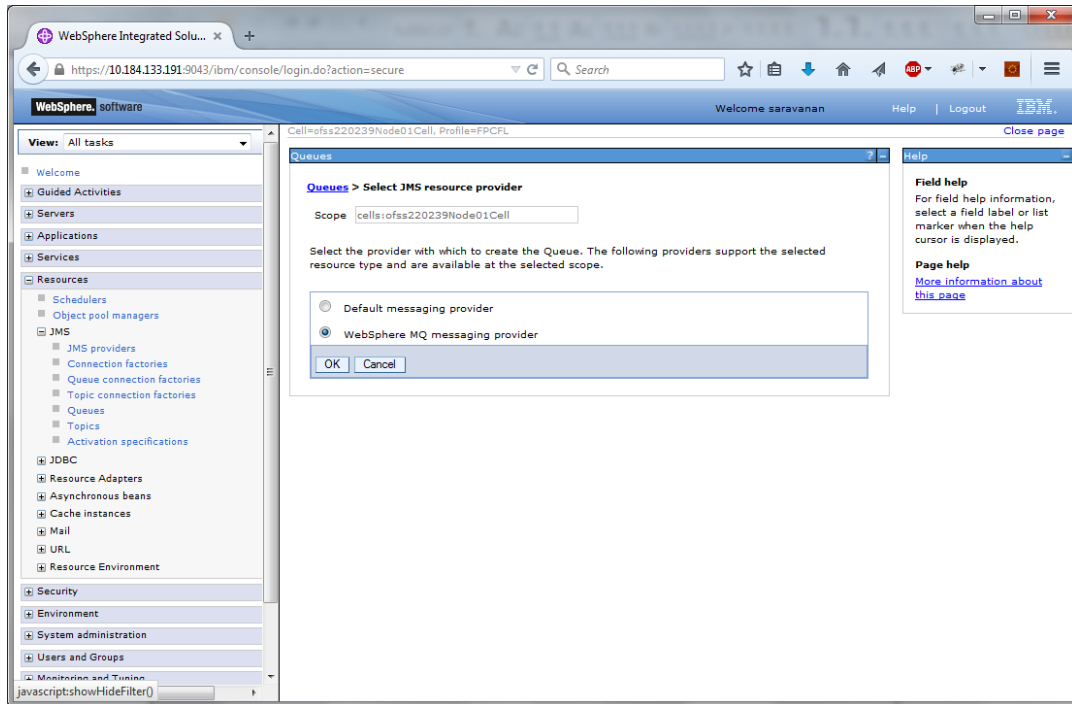 WebSphere Integrated Solu... × +
https://10.184.133.191:9043/ibm/console/login.do?action=secure
Search
ABP
WebSphere. software
Welcome saravanan
Help | Logout
IBM.
View: All tasks
Welcome
Guided Activities
Servers
Applications
Services
Resources
Schedulers
Object pool managers
JMS
JMS providers
Connection factories
Queue connection factories
Topic connection factories
Queues
Topics
Activation specifications
JDBC
Resource Adapters
Asynchronous beans
Cache instances
Mail
URL
Resource Environment
Security
Environment
System administration
Users and Groups
Monitoring and Tuning
javascript:showHideFilter()
Cell=ofss220239Node01Cell, Profile=FPCFL
Close page
Queues ? -
Queues > Select JMS resource provider
Scope cells:ofss220239Node01Cell
Select the provider with which to create the Queue. The following providers support the selected
resource type and are available at the selected scope.
Default messaging provider
WebSphere MQ messaging provider
OK Cancel
Help -
Field help
For field help information,
select a field label or list
marker when the help
cursor is displayed.
Page help
More information about
this page